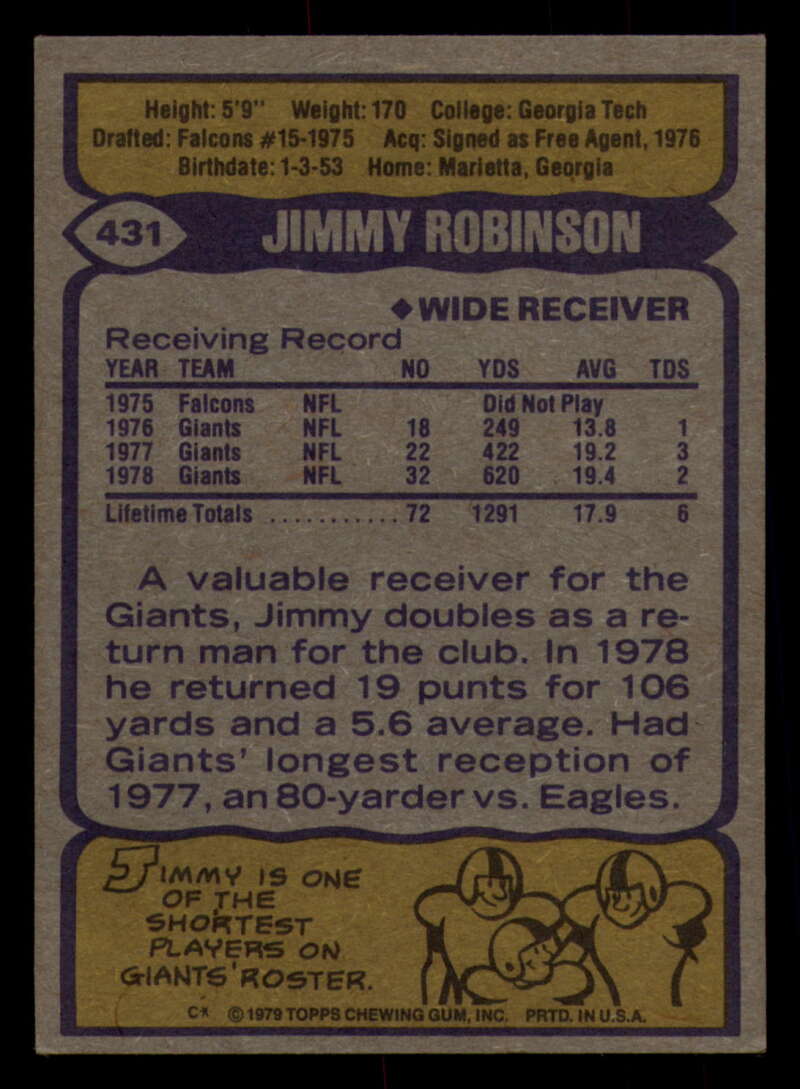 Height: 5'9" Weight: 170 College: Georgia Tech
Drafted: Falcons #15-1975 Acq: Signed as Free Agent, 1976
Birthdate: 1-3-53 Home: Marietta, Georgia
431 JIMMY ROBINSON
◆ WIDE RECEIVER
Receiving Record
YEAR TEAM NO YDS AVG TDS
1975 Falcons NFL Did Not Play
1976 Giants NFL 18 249 13.8 1
1977 Giants NFL 22 422 19.2 3
1978 Giants NFL 32 620 19.4 2
Lifetime Totals ........... 72 1291 17.9 6
A valuable receiver for the
Giants, Jimmy doubles as a re-
turn man for the club. In 1978
he returned 19 punts for 106
yards and a 5.6 average. Had
Giants' longest reception of
1977, an 80-yarder vs. Eagles.
JIMMY IS ONE
OF THE
SHORTEST
PLAYERS ON
GIANTS' ROSTER.
C* © 1979 TOPPS CHEWING GUM, INC. PRTD. IN U.S.A.